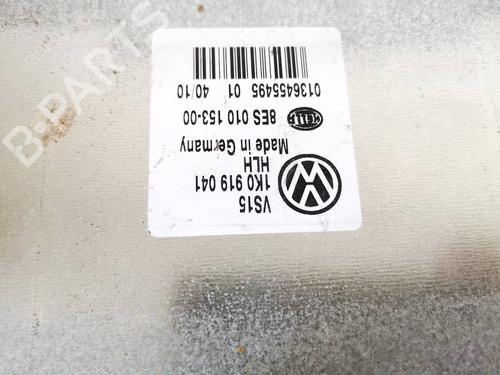 VS15
1K0 919 041
HLH
Made in Germany
8ES 010 153-00
0136455495 01 40/10
B-PARTS